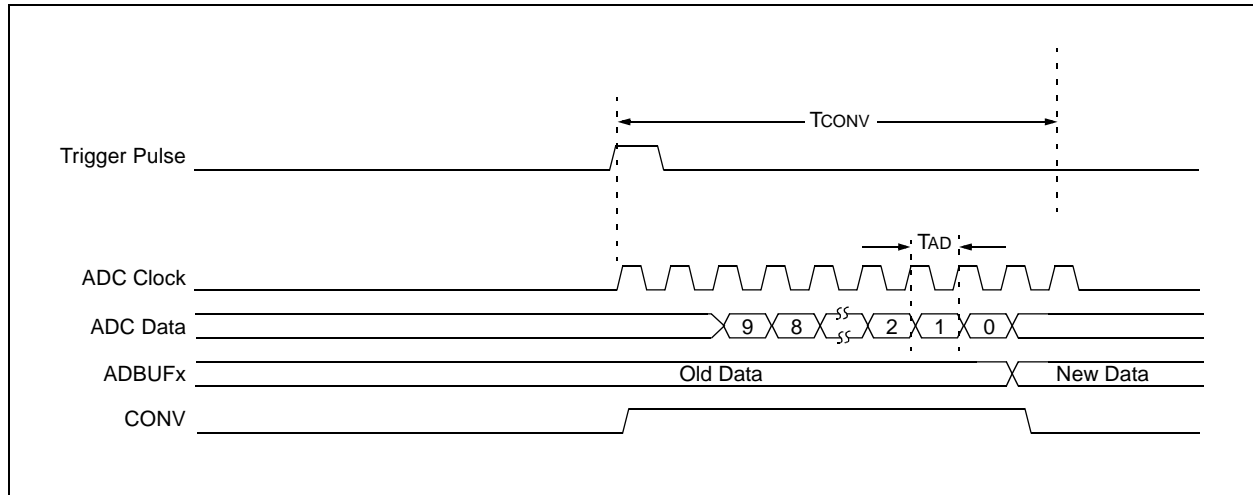 TCONV
Trigger Pulse
TAD
ADC Clock
ADC Data 9 8 2 1 0
ADBUFx Old Data New Data
CONV